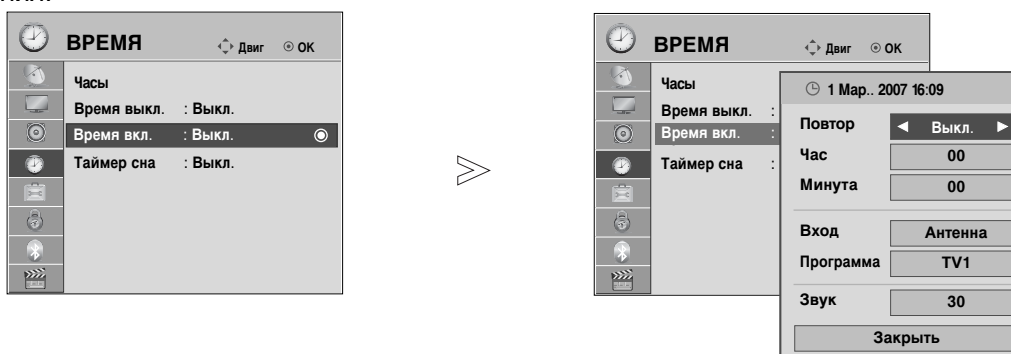 ВРЕМЯ Двиг OK
Часы
Время выкл. : Выкл.
Время вкл. : Выкл.
Таймер сна : Выкл.
ВРЕМЯ Двиг OK
Часы
Время выкл. :
Время вкл. :
Таймер сна :
1 Мар.. 2007 16:09
Повтор Выкл.
Час 00
Минута 00
Вход Антенна
Программа TV1
Звук 30
Закрыть